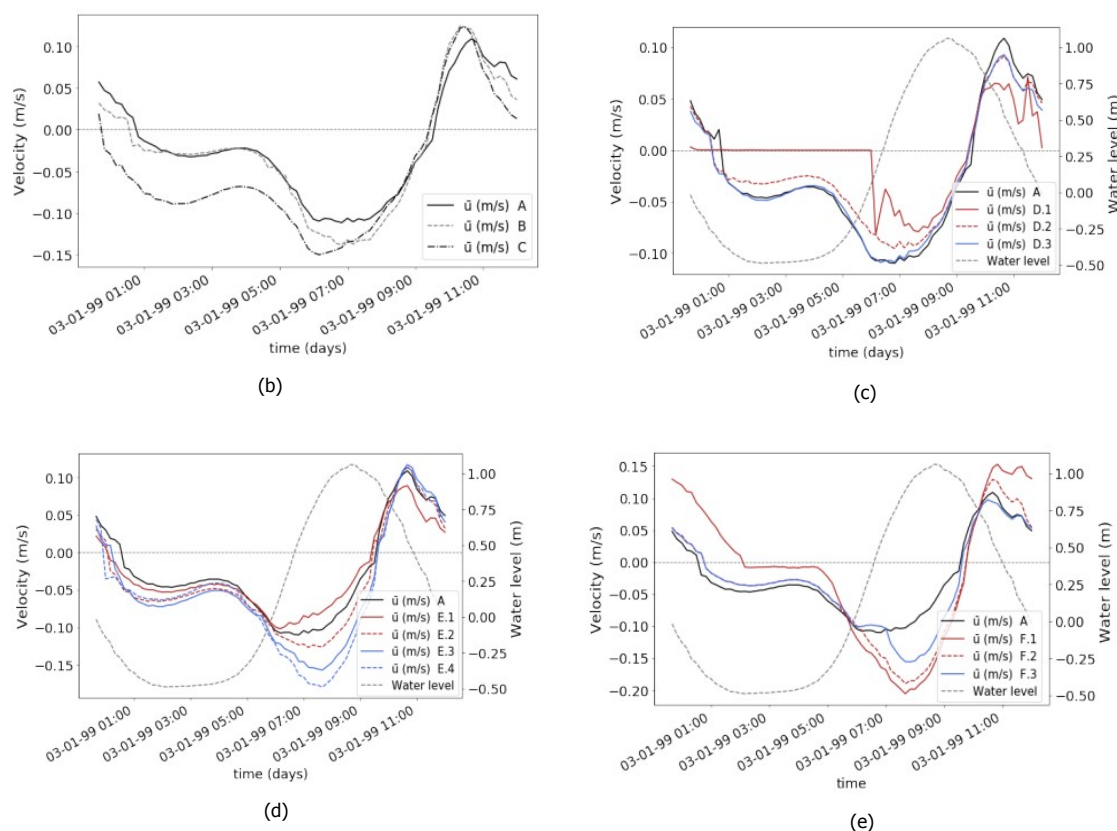 0.10
0.05
0.00
−0.05
−0.10
−0.15
Velocity (m/s)
ū (m/s) A
ū (m/s) B
ū (m/s) C
03-01-99 01:00
03-01-99 03:00
03-01-99 05:00
03-01-99 07:00
03-01-99 09:00
03-01-99 11:00
time (days)
(b)
0.10
0.05
0.00
−0.05
−0.10
Velocity (m/s)
1.00
0.75
0.50
0.25
0.00
−0.25
−0.50
Water level (m)
ū (m/s) A
ū (m/s) D.1
ū (m/s) D.2
ū (m/s) D.3
Water level
03-01-99 01:00
03-01-99 03:00
03-01-99 05:00
03-01-99 07:00
03-01-99 09:00
03-01-99 11:00
time (days)
(c)
0.10
0.05
0.00
−0.05
−0.10
−0.15
Velocity (m/s)
1.00
0.75
0.50
0.25
0.00
−0.25
−0.50
Water level (m)
ū (m/s) A
ū (m/s) E.1
ū (m/s) E.2
ū (m/s) E.3
ū (m/s) E.4
Water level
03-01-99 01:00
03-01-99 03:00
03-01-99 05:00
03-01-99 07:00
03-01-99 09:00
03-01-99 11:00
time (days)
(d)
0.15
0.10
0.05
0.00
−0.05
−0.10
−0.15
−0.20
Velocity (m/s)
1.00
0.75
0.50
0.25
0.00
−0.25
−0.50
Water level (m)
ū (m/s) A
ū (m/s) F.1
ū (m/s) F.2
ū (m/s) F.3
Water level
03-01-99 01:00
03-01-99 03:00
03-01-99 05:00
03-01-99 07:00
03-01-99 09:00
03-01-99 11:00
time
(e)